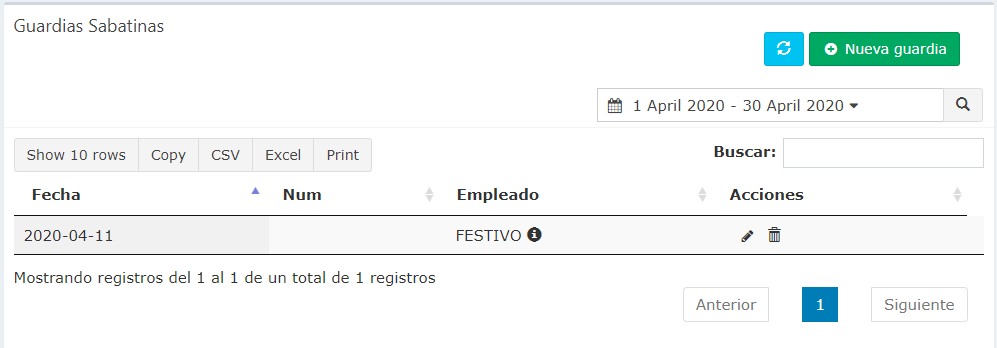 Guardias Sabatinas
Nueva guardia
1 April 2020 - 30 April 2020
Show 10 rows Copy CSV Excel Print
Buscar:
Fecha Num Empleado Acciones
2020-04-11 FESTIVO
Mostrando registros del 1 al 1 de un total de 1 registros
Anterior 1 Siguiente